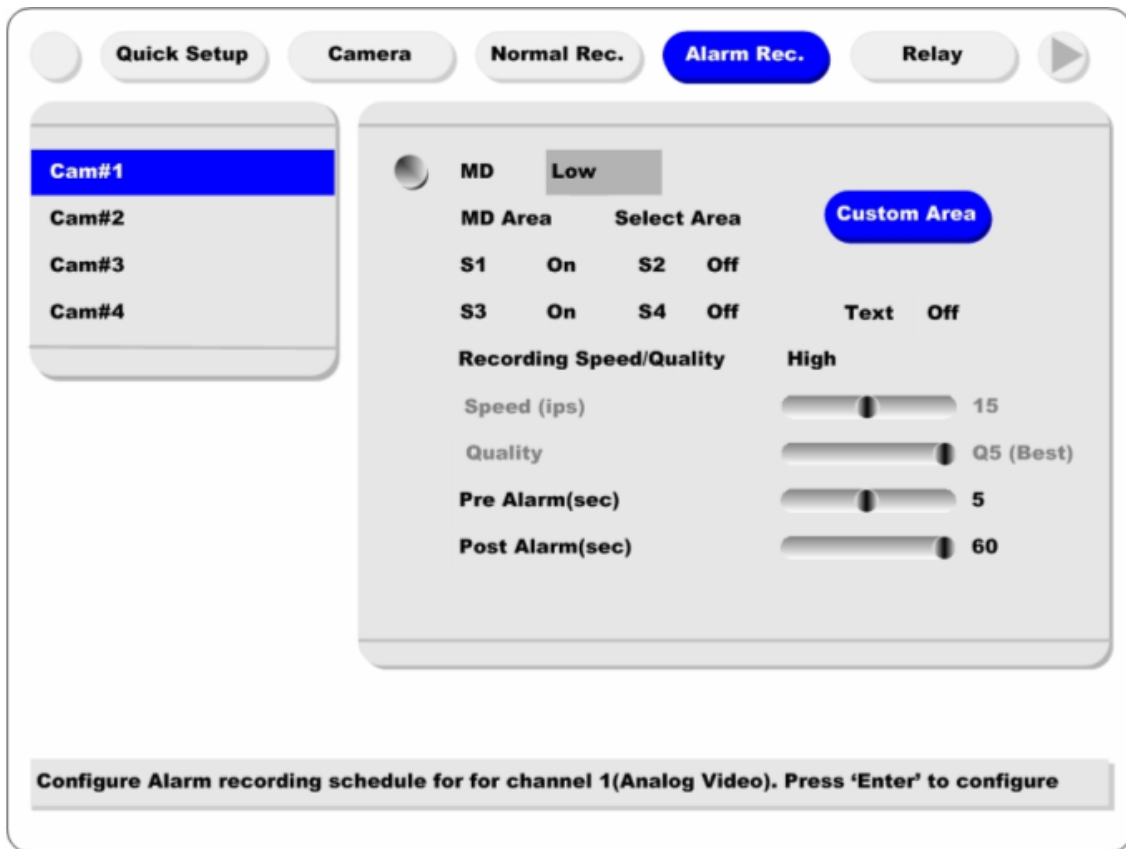 Quick Setup Camera Normal Rec. Alarm Rec. Relay
Cam#1
Cam#2
Cam#3
Cam#4
MD Low
MD Area Select Area Custom Area
S1 On S2 Off
S3 On S4 Off Text Off
Recording Speed/Quality High
Speed (ips) 15
Quality Q5 (Best)
Pre Alarm(sec) 5
Post Alarm(sec) 60
Configure Alarm recording schedule for for channel 1(Analog Video). Press ‘Enter’ to configure